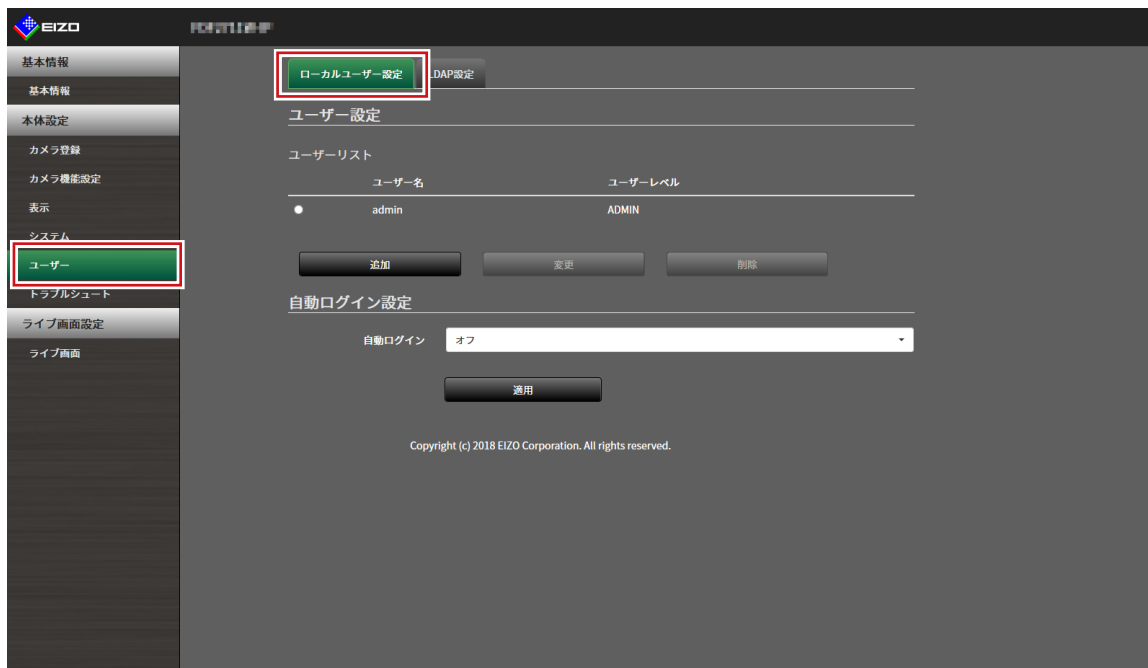 EIZO
基本情報
基本情報
本体設定
カメラ登録
カメラ機能設定
表示
システム
ユーザー
トラブルシュート
ライブ画面設定
ライブ画面
ローカルユーザー設定 LDAP設定
ユーザー設定
ユーザーリスト
ユーザー名 ユーザーレベル
admin ADMIN
追加 変更 削除
自動ログイン設定
自動ログイン オフ
適用
Copyright (c) 2018 EIZO Corporation. All rights reserved.